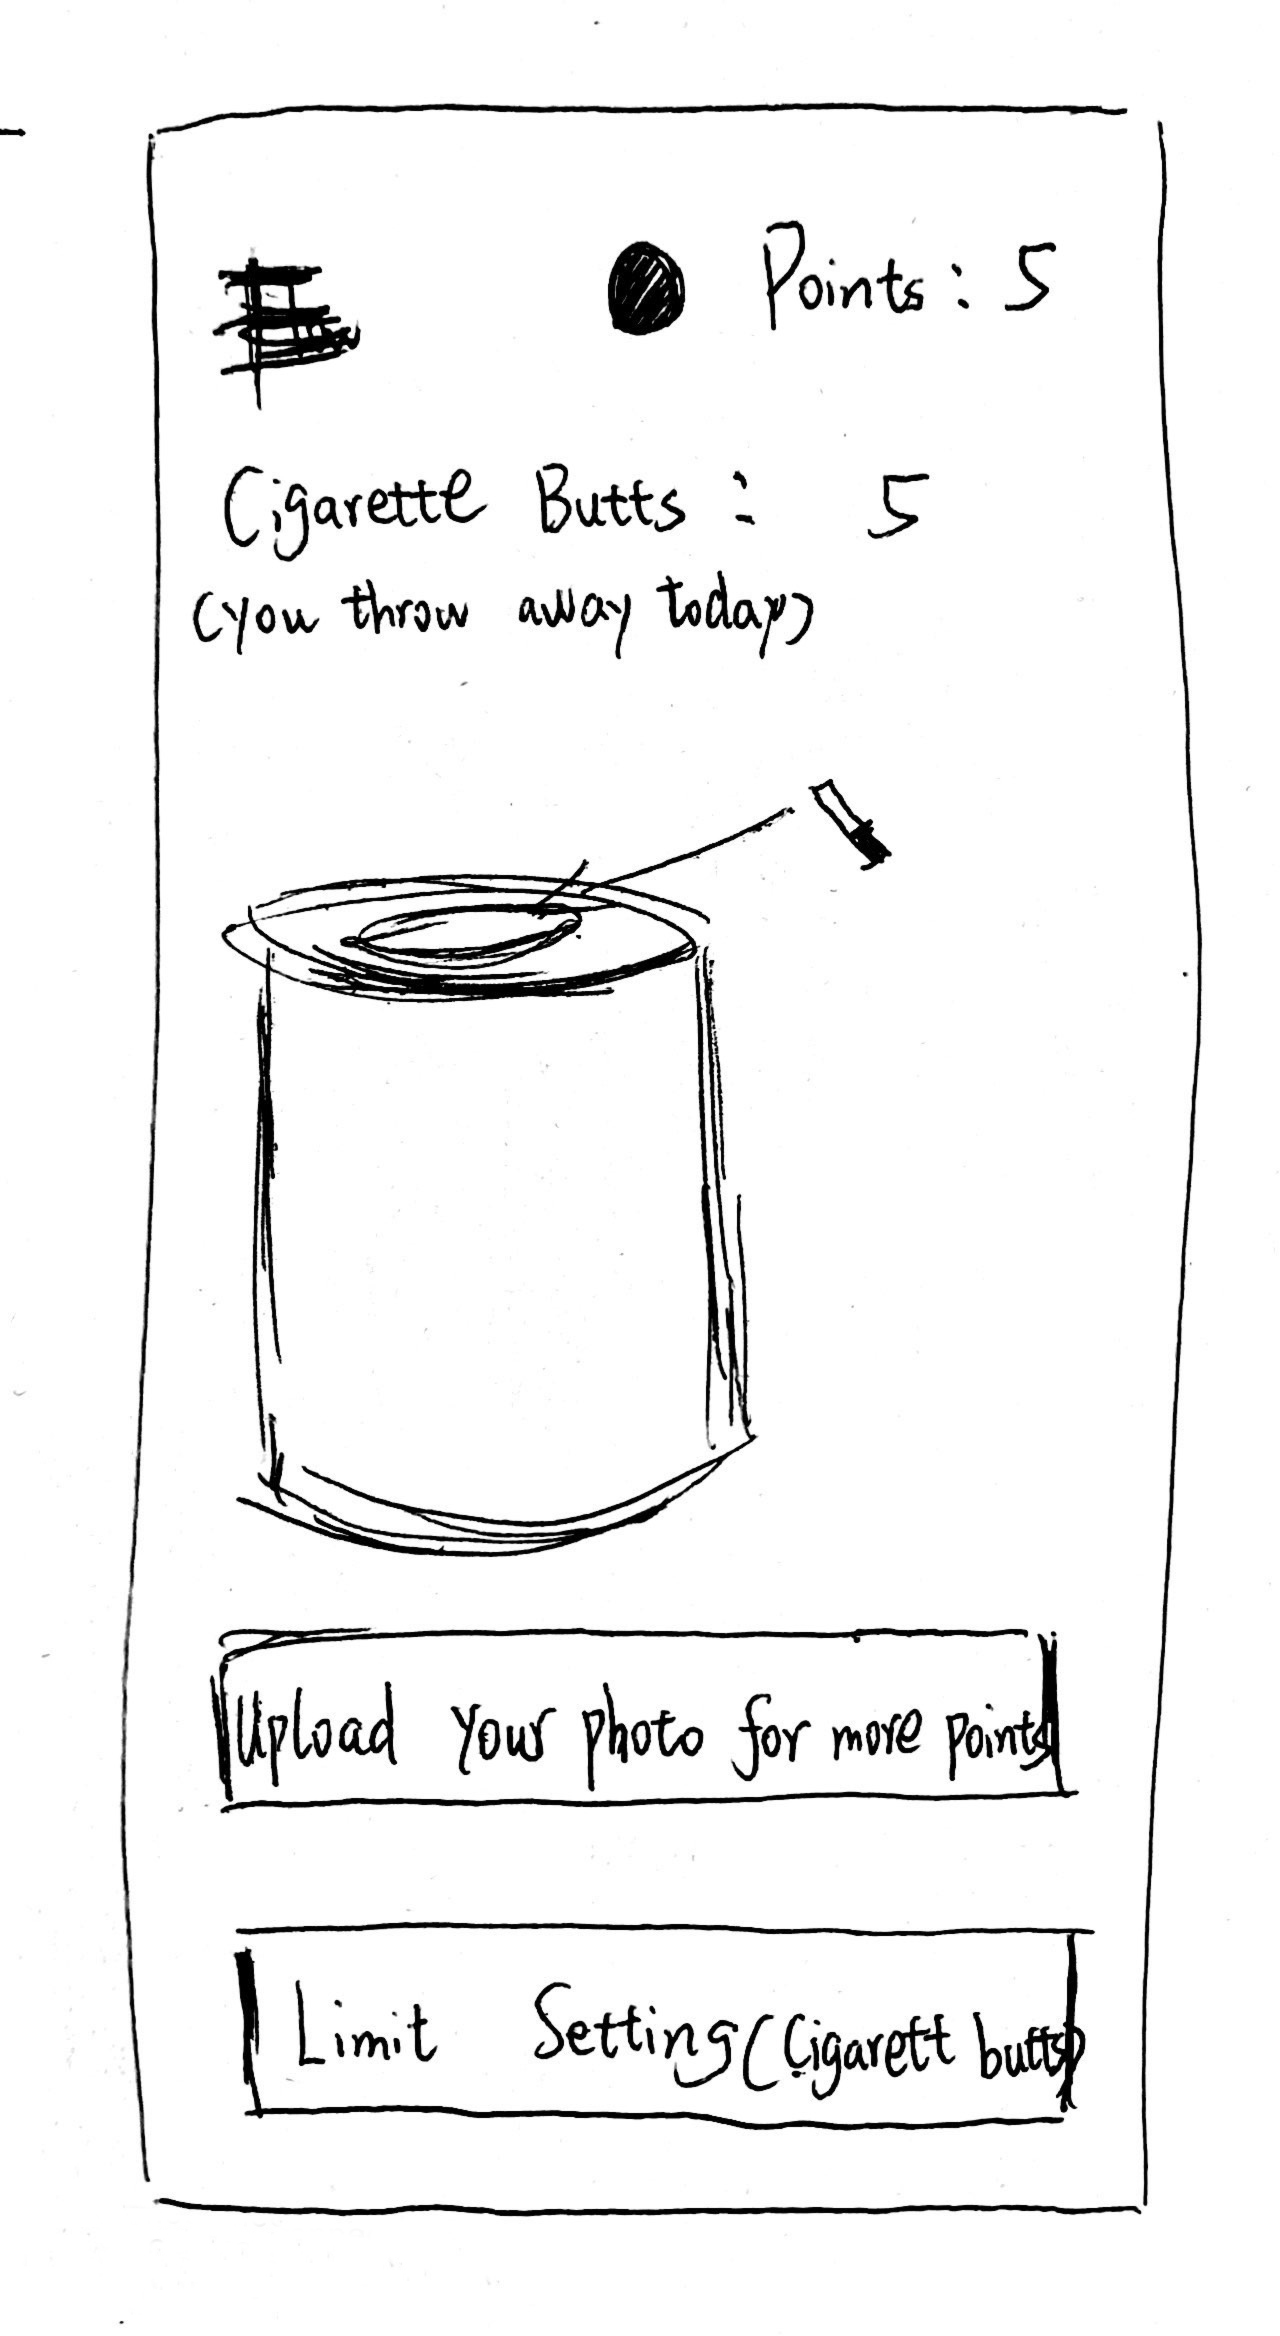 Points: 5
Cigarette Butts: 5
(you throw away today)
Upload your photo for more points
Limit Setting (Cigarett butts)